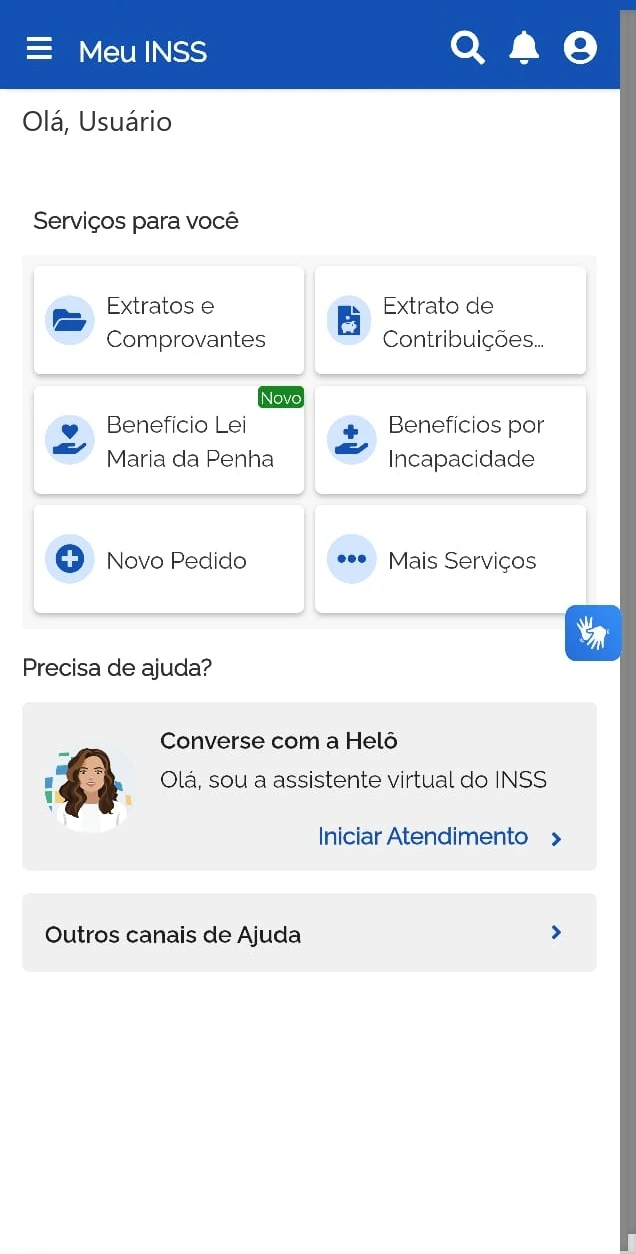 Meu INSS
Olá, Usuário
Serviços para você
Extratos e
Comprovantes
Extrato de
Contribuições...
Novo
Benefício Lei
Maria da Penha
Benefícios por
Incapacidade
Novo Pedido
Mais Serviços
Precisa de ajuda?
Converse com a Helô
Olá, sou a assistente virtual do INSS
Iniciar Atendimento
Outros canais de Ajuda